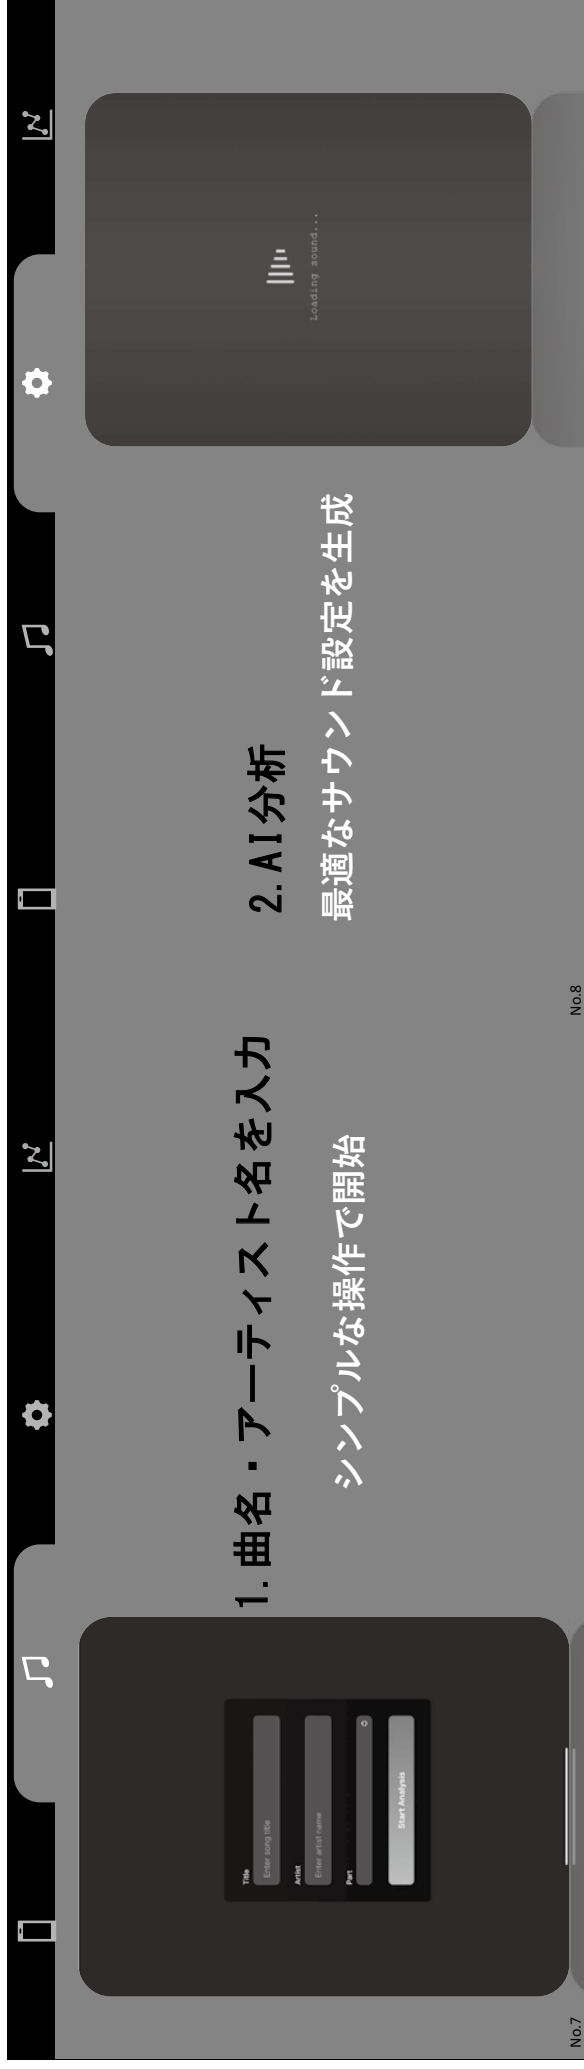 1.曲名・アーティスト名を入力
シンプルな操作で開始
Title
Enter song title
Artist
Enter artist name
Part
Start Analysis
No.7
2.AI分析
最適なサウンド設定を生成
Loading sound...
No.8